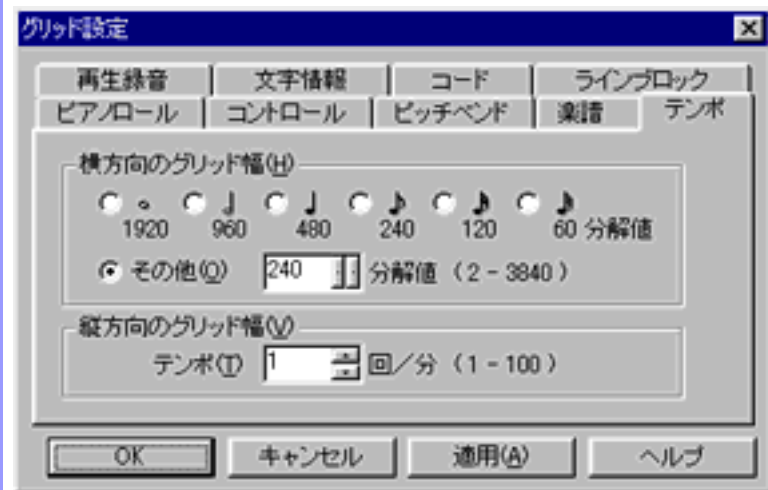 グリッド設定
再生録音 文字情報 コード ラインブロック
ピアノロール コントロール ピッチベンド 楽譜 テンポ
横方向のグリッド幅(H)
1920 960 480 240 120 60 分解値
その他(O) 240 分解値 (2 - 3840)
縦方向のグリッド幅(V)
テンポ(T) 1 回/分 (1 - 100)
OK キャンセル 適用(A) ヘルプ